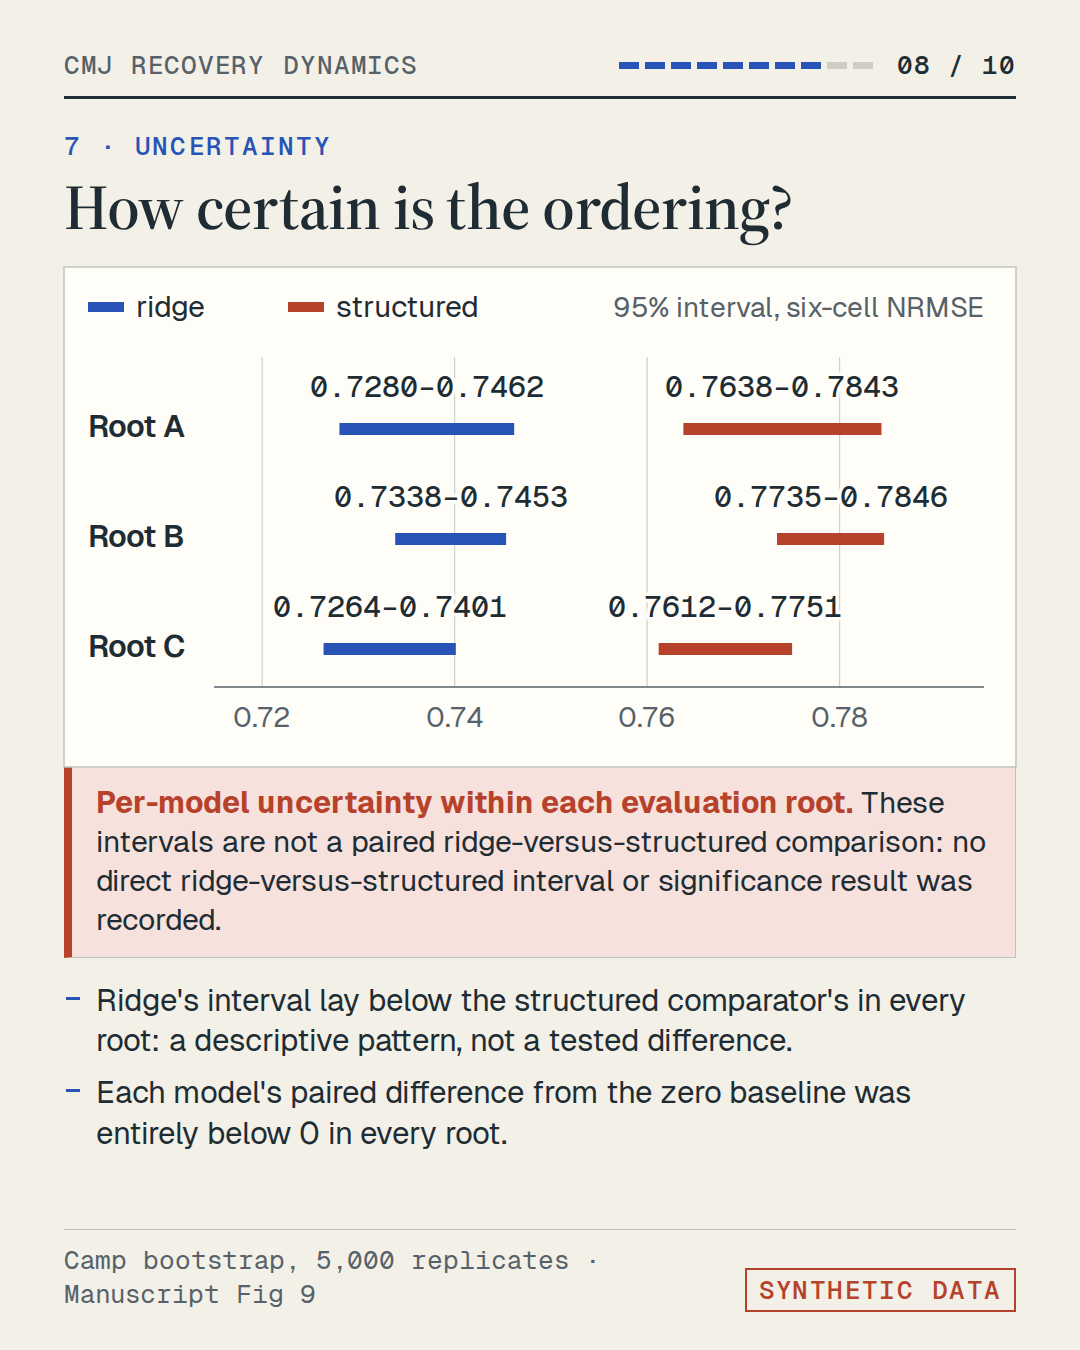 CMJ RECOVERY DYNAMICS
08 / 10
7 · UNCERTAINTY
How certain is the ordering?
ridge
structured
95% interval, six-cell NRMSE
0.7280–0.7462
0.7638–0.7843
Root A
0.7338–0.7453
0.7735–0.7846
Root B
0.7264–0.7401
0.7612–0.7751
Root C
0.72
0.74
0.76
0.78
Per-model uncertainty within each evaluation root. These
intervals are not a paired ridge-versus-structured comparison: no
direct ridge-versus-structured interval or significance result was
recorded.
– Ridge's interval lay below the structured comparator's in every
root: a descriptive pattern, not a tested difference.
– Each model's paired difference from the zero baseline was
entirely below 0 in every root.
Camp bootstrap, 5,000 replicates ·
Manuscript Fig 9
SYNTHETIC DATA